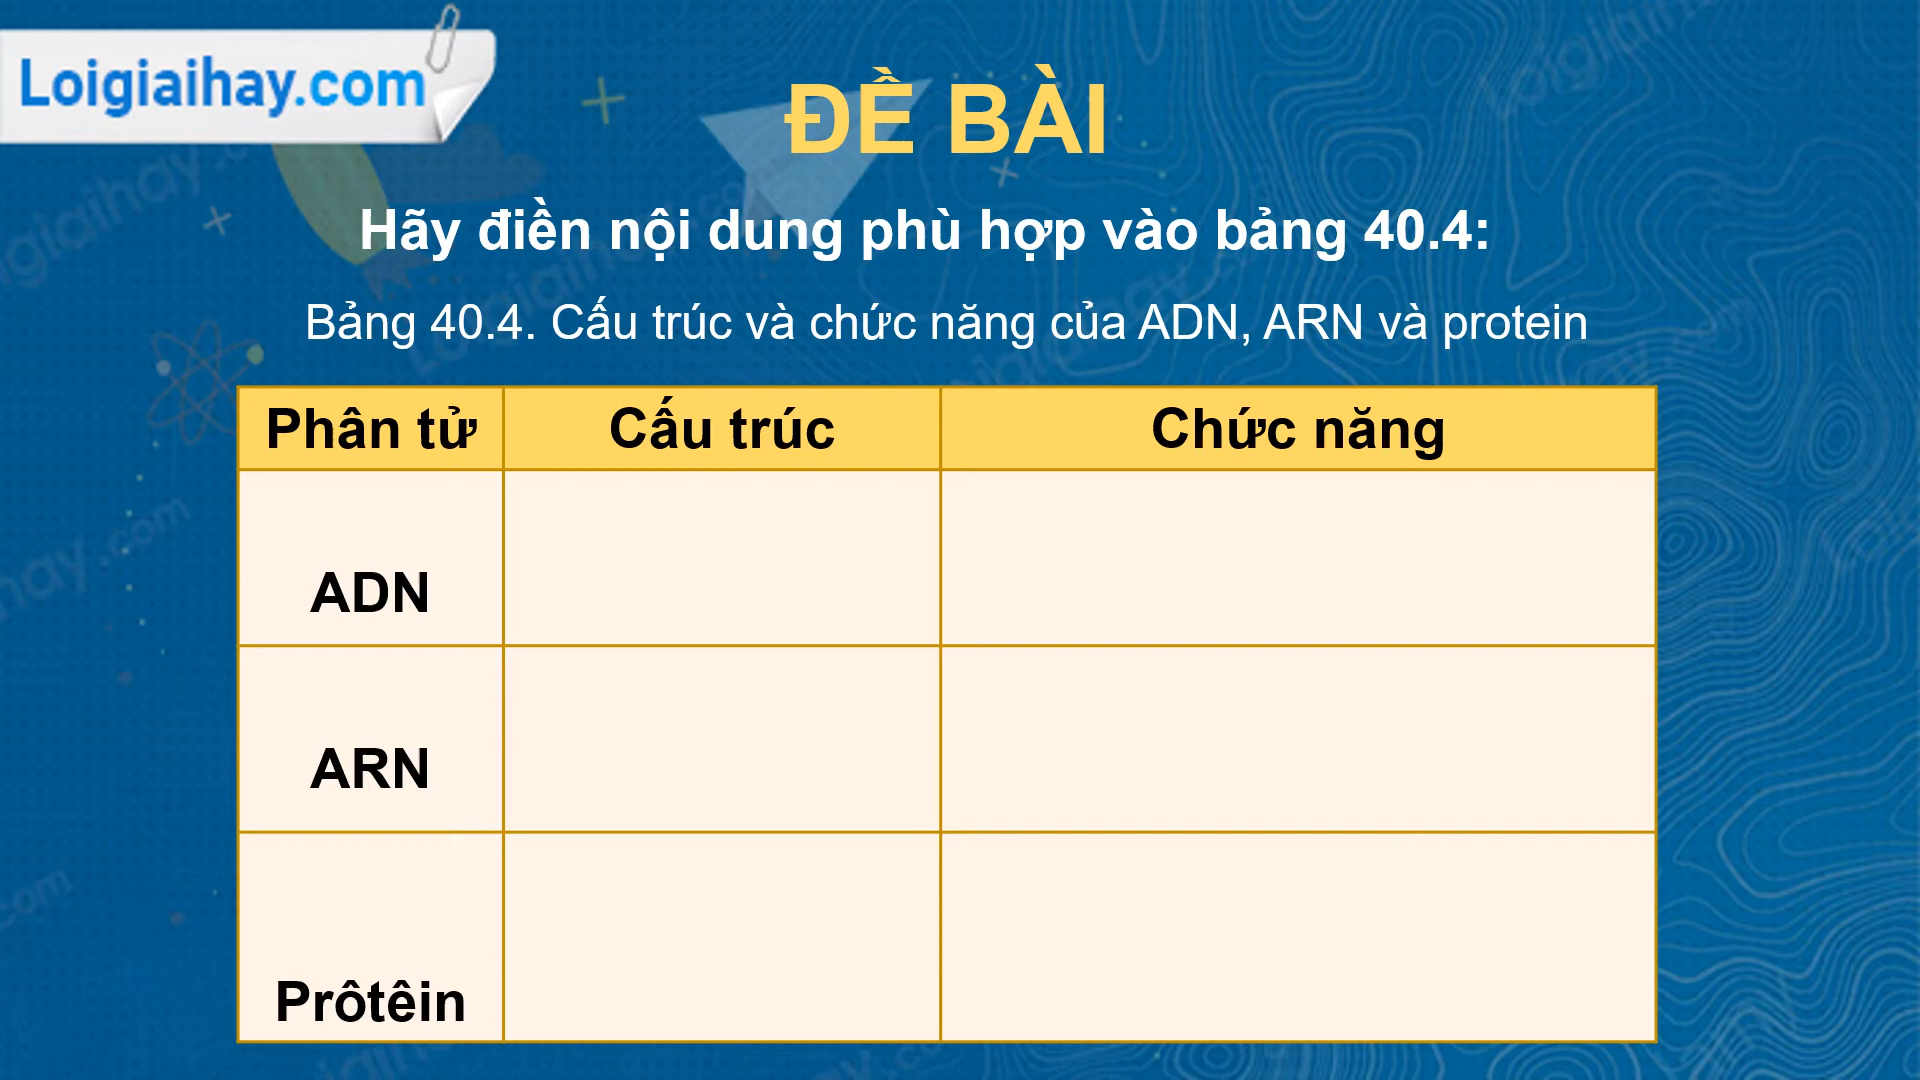 Loigiaihay.com
ĐỀ BÀI
Hãy điền nội dung phù hợp vào bảng 40.4:
Bảng 40.4. Cấu trúc và chức năng của ADN, ARN và protein
Phân tử Cấu trúc Chức năng
ADN
ARN
Prôtêin